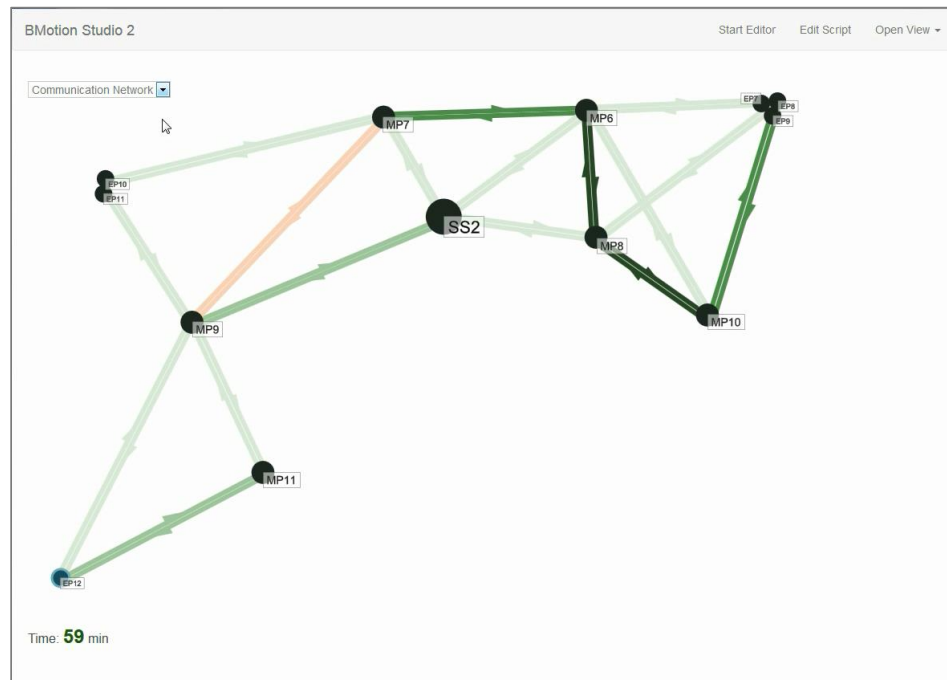 BMotion Studio 2
Start Editor Edit Script Open View
Communication Network
EP7
EP8
MP7
MP6
EP9
EP10
EP11
SS2
MP8
MP10
MP9
MP11
EP12
Time: 59 min